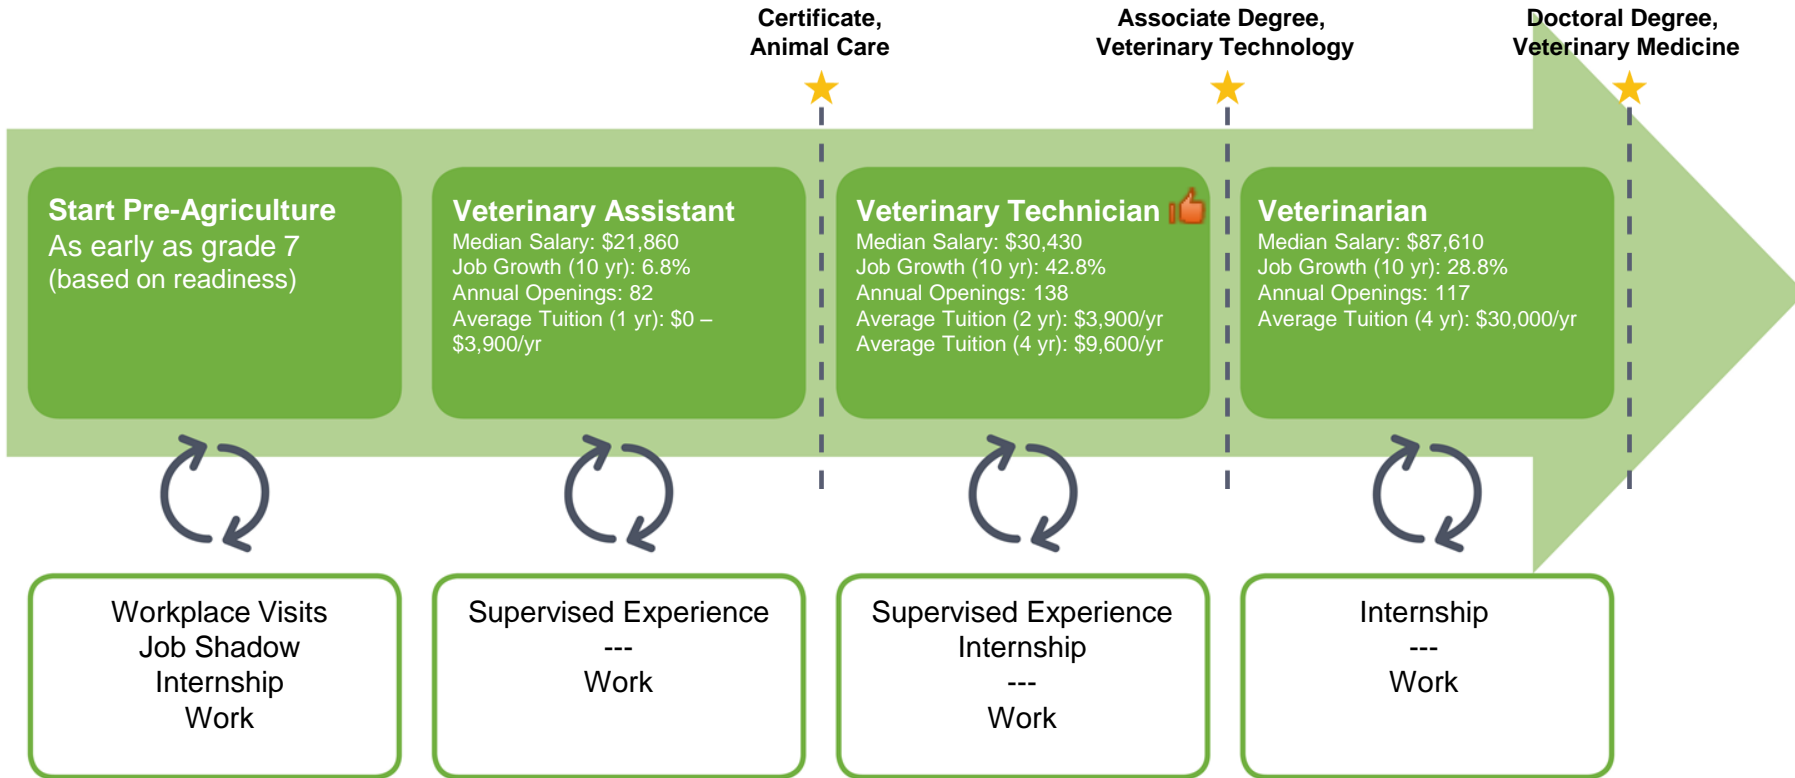 Certificate,
Animal Care
Associate Degree,
Veterinary Technology
Doctoral Degree,
Veterinary Medicine
Start Pre-Agriculture
As early as grade 7
(based on readiness)
Veterinary Assistant
Median Salary: $21,860
Job Growth (10 yr): 6.8%
Annual Openings: 82
Average Tuition (1 yr): $0 –
$3,900/yr
Veterinary Technician
Median Salary: $30,430
Job Growth (10 yr): 42.8%
Annual Openings: 138
Average Tuition (2 yr): $3,900/yr
Average Tuition (4 yr): $9,600/yr
Veterinarian
Median Salary: $87,610
Job Growth (10 yr): 28.8%
Annual Openings: 117
Average Tuition (4 yr): $30,000/yr
Workplace Visits
Job Shadow
Internship
Work
Supervised Experience
---
Work
Supervised Experience
Internship
---
Work
Internship
---
Work